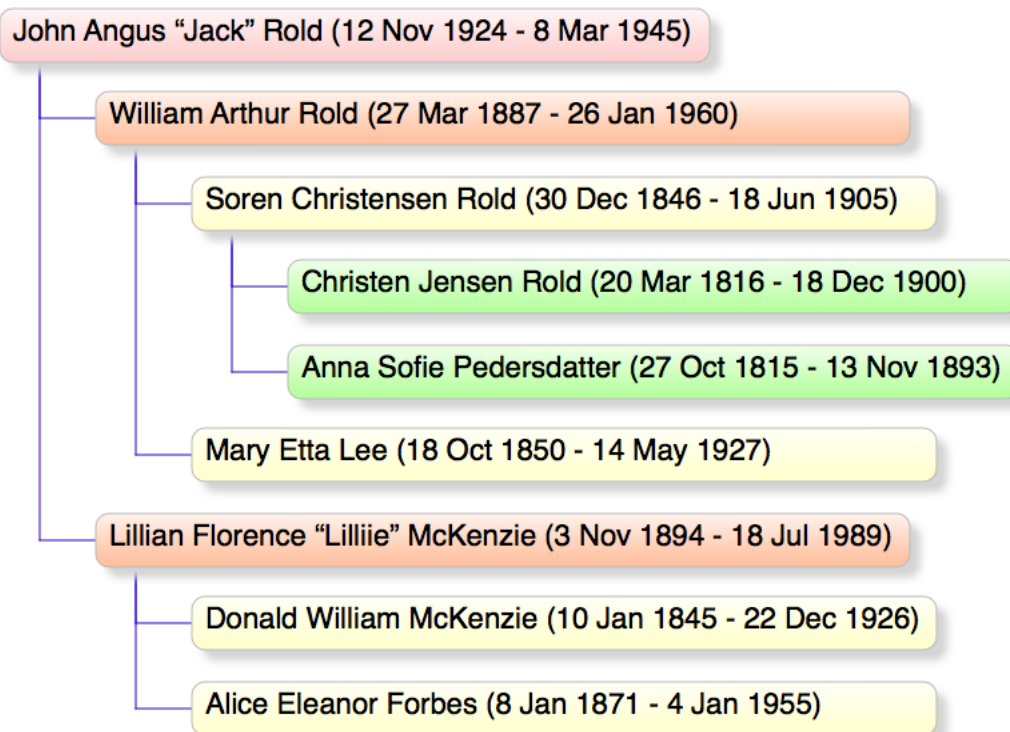 John Angus “Jack” Rold (12 Nov 1924 - 8 Mar 1945)
William Arthur Rold (27 Mar 1887 - 26 Jan 1960)
Soren Christensen Rold (30 Dec 1846 - 18 Jun 1905)
Christen Jensen Rold (20 Mar 1816 - 18 Dec 1900)
Anna Sofie Pedersdatter (27 Oct 1815 - 13 Nov 1893)
Mary Etta Lee (18 Oct 1850 - 14 May 1927)
Lillian Florence “Lilliie” McKenzie (3 Nov 1894 - 18 Jul 1989)
Donald William McKenzie (10 Jan 1845 - 22 Dec 1926)
Alice Eleanor Forbes (8 Jan 1871 - 4 Jan 1955)